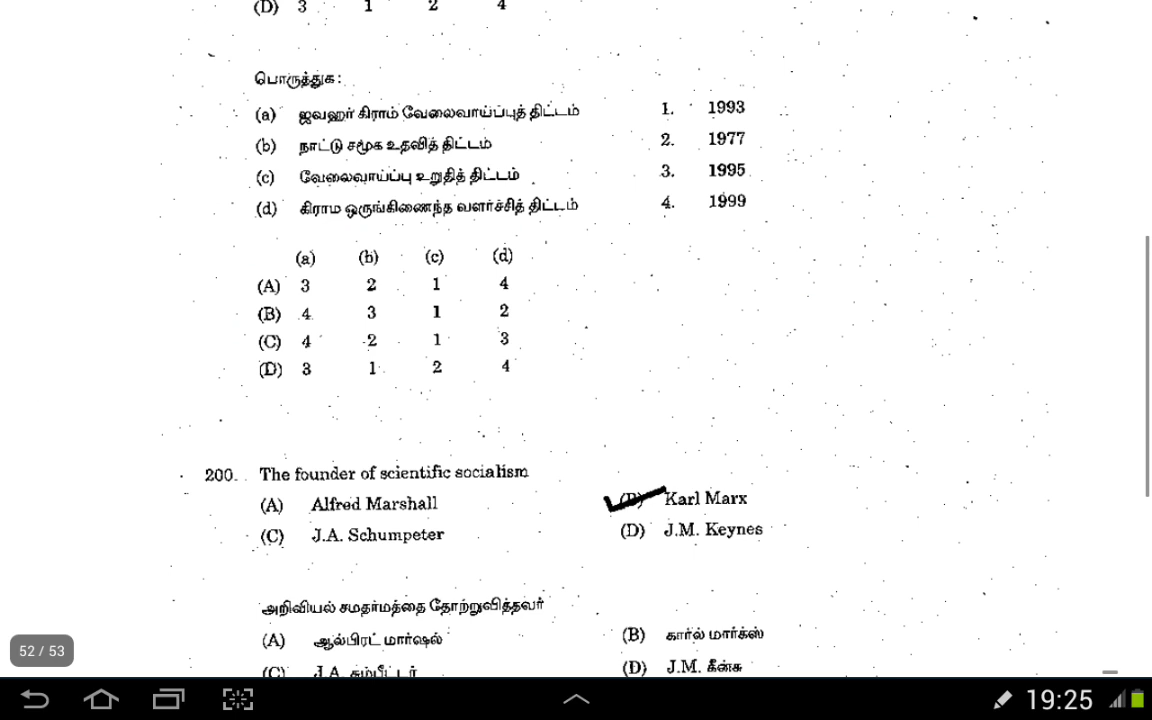 (D) 3 1 2 4
பொருத்துக :
(a) ஜவஹர் கிராம் வேலைவாய்ப்புத் திட்டம் 1. 1993
(b) நாட்டு சமூக உதவித் திட்டம் 2. 1977
(c) வேலைவாய்ப்பு உறுதித் திட்டம் 3. 1995
(d) கிராம ஒருங்கிணைந்த வளர்ச்சித் திட்டம் 4. 1999
(a) (b) (c) (d)
(A) 3 2 1 4
(B) 4 3 1 2
(C) 4 2 1 3
(D) 3 1 2 4
200. The founder of scientific socialism
(A) Alfred Marshall (B) Karl Marx
(C) J.A. Schumpeter (D) J.M. Keynes
அறிவியல் சமதர்மத்தை தோற்றுவித்தவர்
(A) ஆல்பிரட் மார்ஷல் (B) கார்ல் மார்க்ஸ்
(C) J.A. சும்பீட்டர் (D) J.M. கீன்சு
52 / 53
19:25